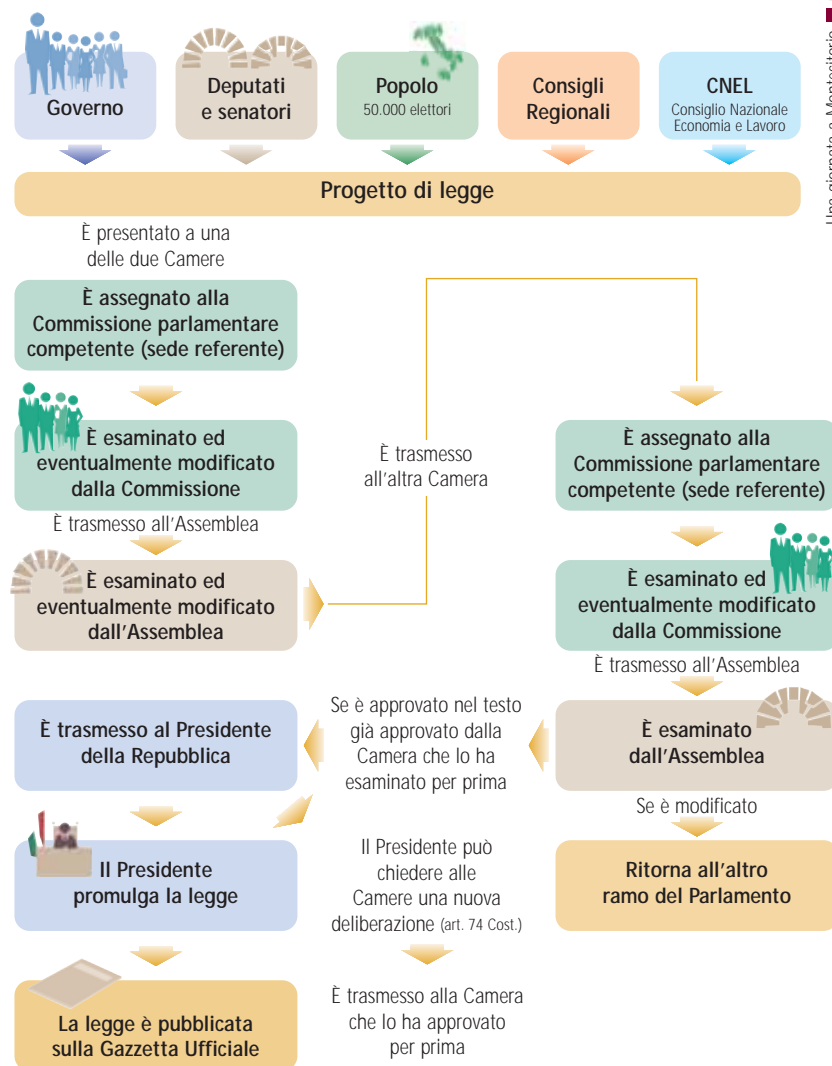 Governo
Deputati
e senatori
Popolo
50.000 elettori
Consigli
Regionali
CNEL
Consiglio Nazionale
Economia e Lavoro
Una giornata a Montecitorio
Progetto di legge
È presentato a una
delle due Camere
È assegnato alla
Commissione parlamentare
competente (sede referente)
È esaminato ed
eventualmente modificato
dalla Commissione
È trasmesso all'Assemblea
È esaminato ed
eventualmente modificato
dall'Assemblea
È trasmesso
all'altra Camera
È assegnato alla
Commissione parlamentare
competente (sede referente)
È esaminato ed
eventualmente modificato
dalla Commissione
È trasmesso all'Assemblea
È esaminato
dall'Assemblea
Se è approvato nel testo
già approvato dalla
Camera che lo ha
esaminato per prima
È trasmesso al Presidente
della Repubblica
Se è modificato
Ritorna all'altro
ramo del Parlamento
Il Presidente
promulga la legge
Il Presidente può
chiedere alle
Camere una nuova
deliberazione (art. 74 Cost.)
È trasmesso alla Camera
che lo ha approvato
per prima
La legge è pubblicata
sulla Gazzetta Ufficiale